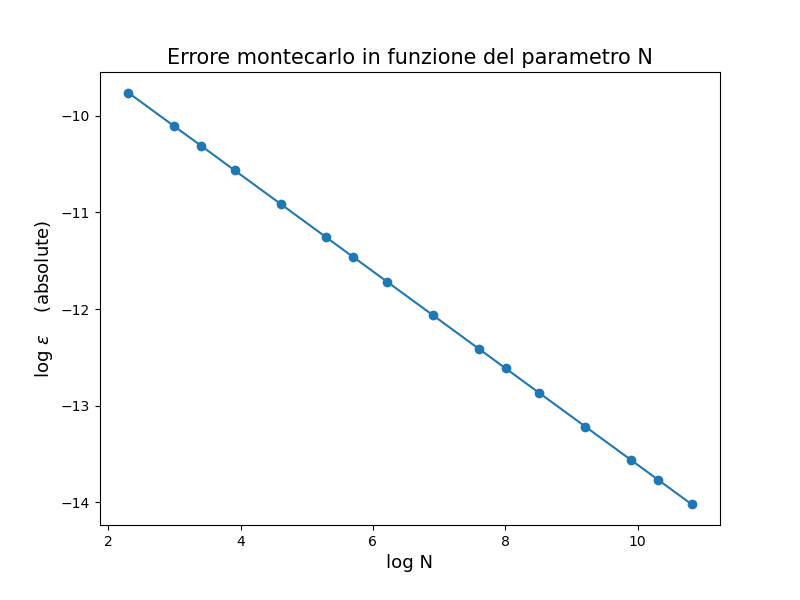 Errore montecarlo in funzione del parametro N
−10
−11
−12
−13
−14
log ε (absolute)
2 4 6 8 10
log N